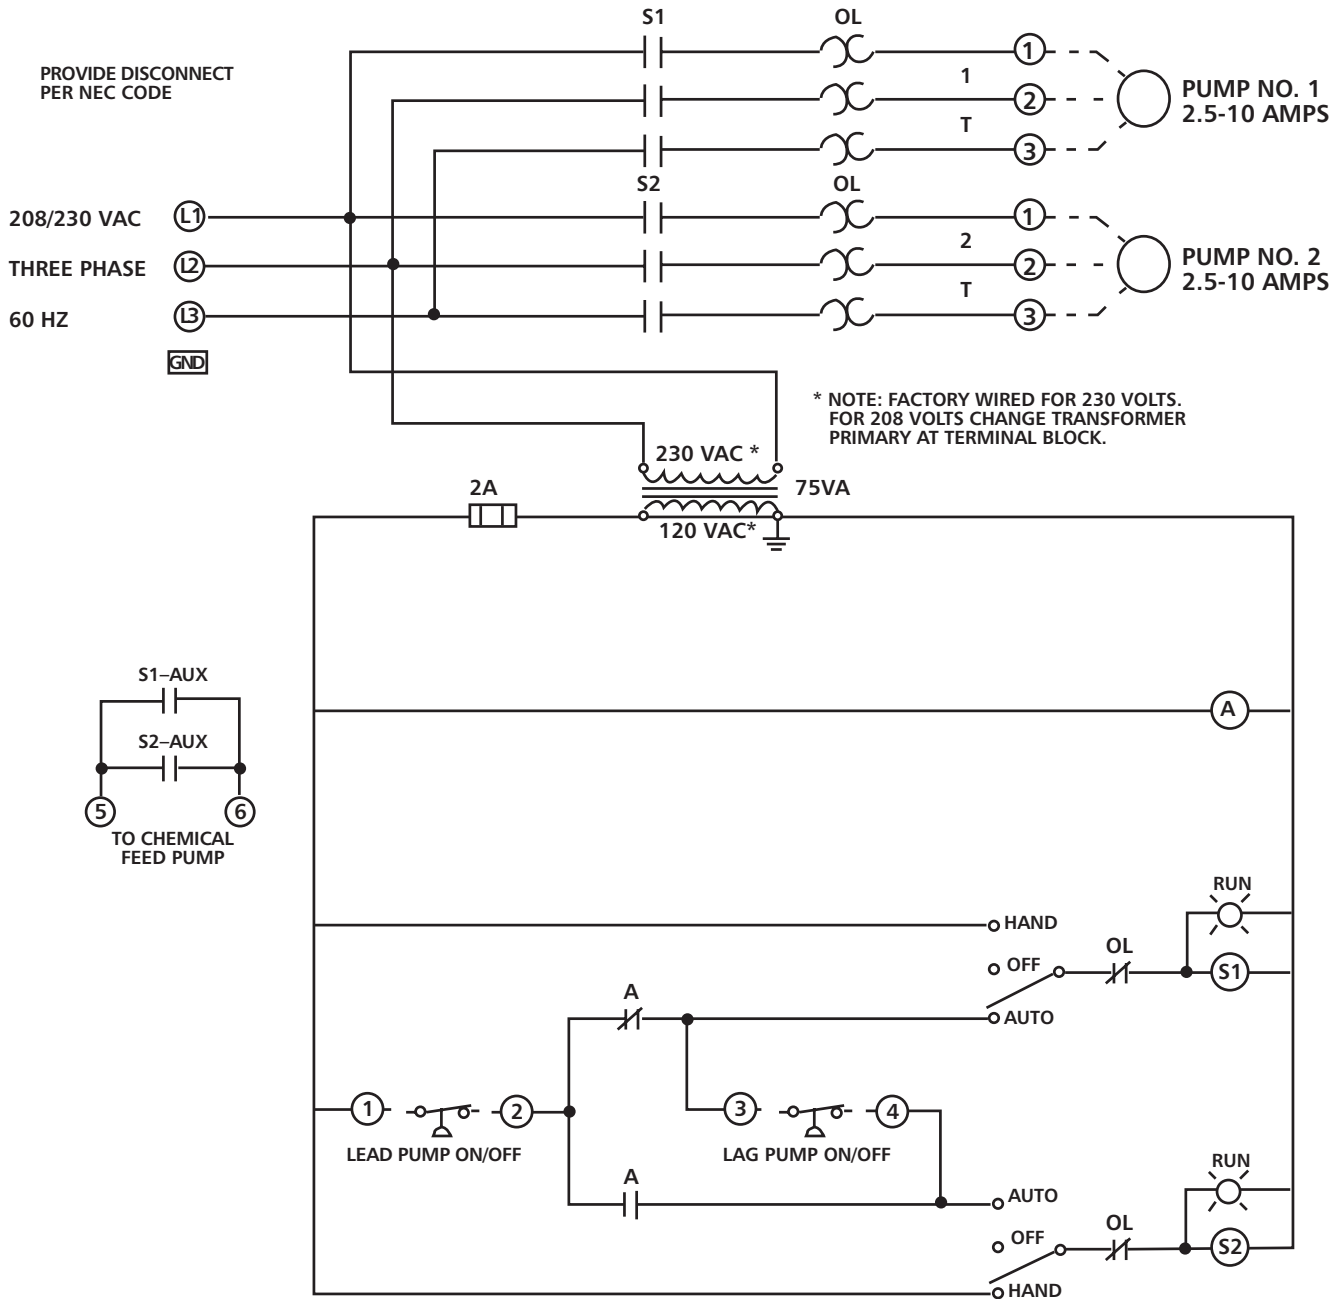 S1
OL
PROVIDE DISCONNECT
PER NEC CODE
1
1
2
T
3
PUMP NO. 1
2.5-10 AMPS
S2
OL
208/230 VAC
L1
1
2
THREE PHASE
L2
2
T
PUMP NO. 2
2.5-10 AMPS
60 HZ
L3
3
GND
* NOTE: FACTORY WIRED FOR 230 VOLTS.
FOR 208 VOLTS CHANGE TRANSFORMER
PRIMARY AT TERMINAL BLOCK.
230 VAC *
2A
75VA
120 VAC*
S1–AUX
A
S2–AUX
5
6
TO CHEMICAL
FEED PUMP
RUN
HAND
OL
OFF
S1
A
AUTO
1
2
3
4
LEAD PUMP ON/OFF
LAG PUMP ON/OFF
A
RUN
AUTO
OL
OFF
S2
HAND